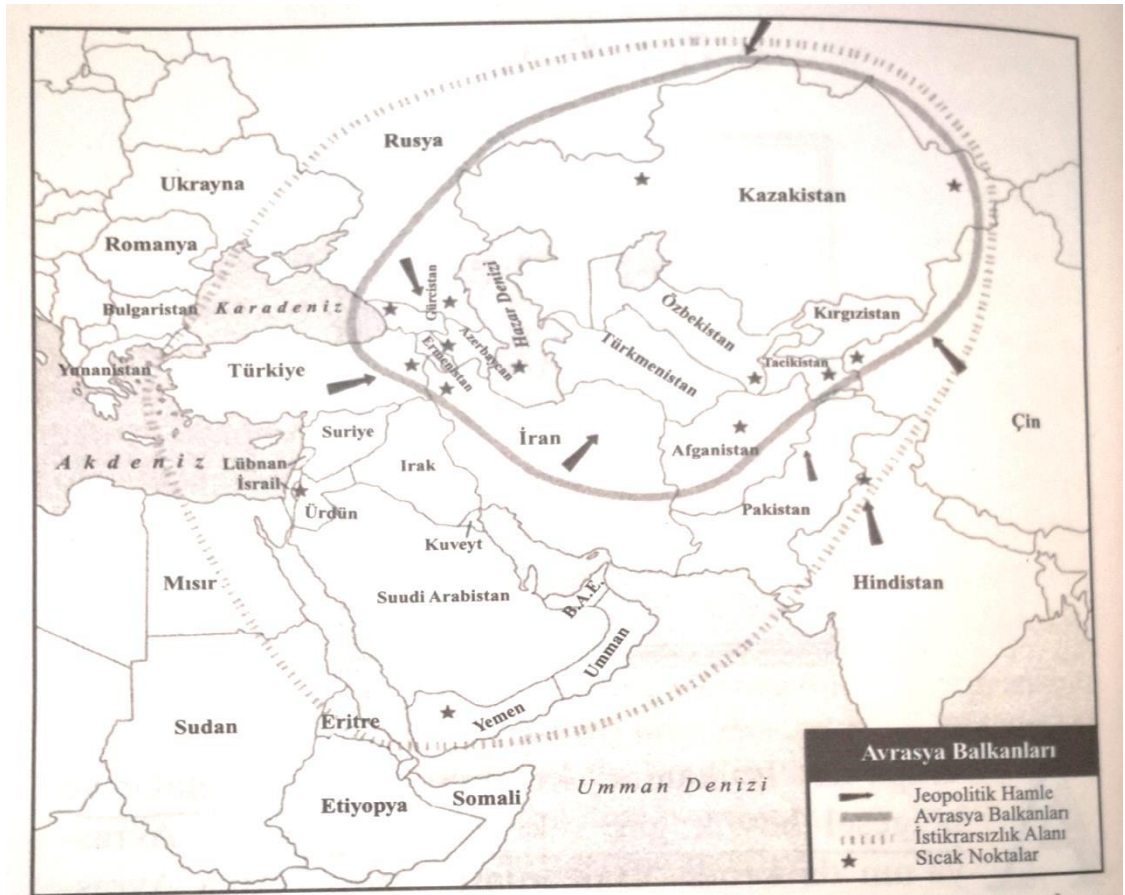 Rusya
Ukrayna
Kazakistan
Romanya
Gürcistan
Hazar Denizi
Bulgaristan
Karadeniz
Özbekistan
Kırgızistan
Azerbaycan
Ermenistan
Türkmenistan
Tacikistan
Yunanistan
Türkiye
Suriye
İran
Afganistan
Çin
Akdeniz
Lübnan
Irak
İsrail
Ürdün
Pakistan
Kuveyt
Mısır
Suudi Arabistan
B.A.E.
Hindistan
Umman
Sudan
Eritre
Yemen
Etiyopya
Somali
Umman Denizi
Avrasya Balkanları
Jeopolitik Hamle
Avrasya Balkanları
İstikrarsızlık Alanı
Sıcak Noktalar